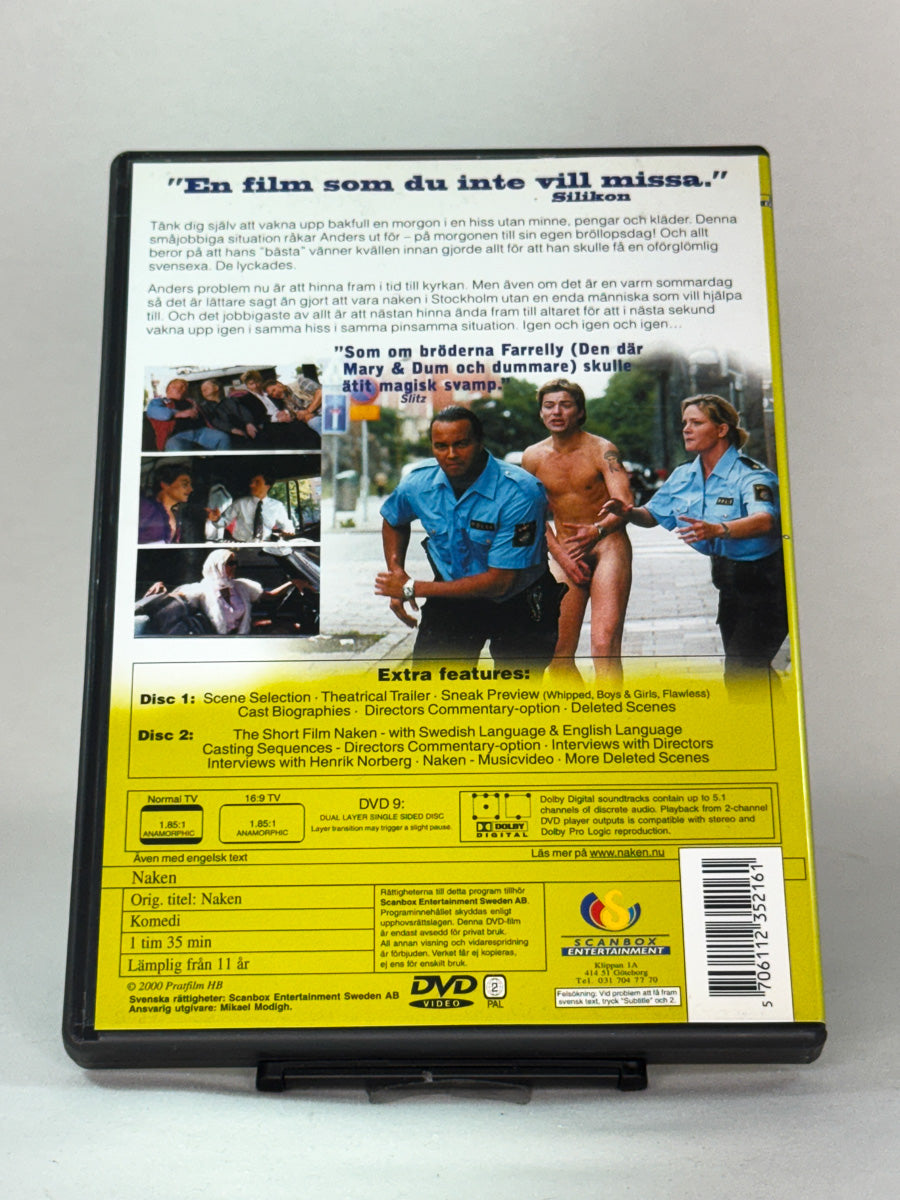 "En film som du inte vill missa."
Silikon
Tänk dig själv att vakna upp bakfull en morgon i en hiss utan minne, pengar och kläder. Denna
småjobbiga situation råkar Anders ut för – på morgonen till sin egen bröllopsdag! Och allt
beror på att hans "bästa" vänner kvällen innan gjorde allt för att han skulle få en oförglömlig
svensexa. De lyckades.
Anders problem nu är att hinna fram i tid till kyrkan. Men även om det är en varm sommardag
så det är lättare sagt än gjort att vara naken i Stockholm utan en enda människa som vill hjälpa
till. Och det jobbigaste av allt är att nästan hinna ända fram till altaret för att i nästa sekund
vakna upp igen i samma hiss i samma pinsamma situation. Igen och igen och igen...
"Som om bröderna Farrelly (Den där
Mary & Dum och dummare) skulle
ätit magisk svamp."
Slitz
Extra features:
Disc 1: Scene Selection · Theatrical Trailer · Sneak Preview (Whipped, Boys & Girls, Flawless)
Cast Biographies · Directors Commentary-option · Deleted Scenes
Disc 2: The Short Film Naken - with Swedish Language & English Language
Casting Sequences - Directors Commentary-option · Interviews with Directors
Interviews with Henrik Norberg · Naken - Musicvideo · More Deleted Scenes
Normal TV
1.85:1
ANAMORPHIC
16:9 TV
1.85:1
ANAMORPHIC
DVD 9:
DUAL LAYER SINGLE SIDED DISC
Layer transition may trigger a slight pause.
DOLBY
DIGITAL
Dolby Digital soundtracks contain up to 5.1
channels of discrete audio. Playback from 2-channel
DVD player outputs is compatible with stereo and
Dolby Pro Logic reproduction.
Även med engelsk text
Läs mer på www.naken.nu
Naken
Orig. titel: Naken
Komedi
1 tim 35 min
Lämplig från 11 år
Rättigheterna till detta program tillhör
Scanbox Entertainment Sweden AB.
Programinnehållet skyddas enligt
upphovsrättslagen. Denna DVD-film
är endast avsedd för privat bruk.
All annan visning och vidarespridning
är förbjuden. Verket får ej kopieras,
ej ens för enskilt bruk.
SCANBOX
ENTERTAINMENT
Klippan 1A
414 51 Göteborg
Tel. 031 704 77 70
5 706112 352161
© 2000 Pratfilm HB
Svenska rättigheter: Scanbox Entertainment Sweden AB
Ansvarig utgivare: Mikael Modigh.
DVD
VIDEO
2
PAL
Felsökning: Vid problem att få fram
svensk text, tryck "Subtitle" och 2.